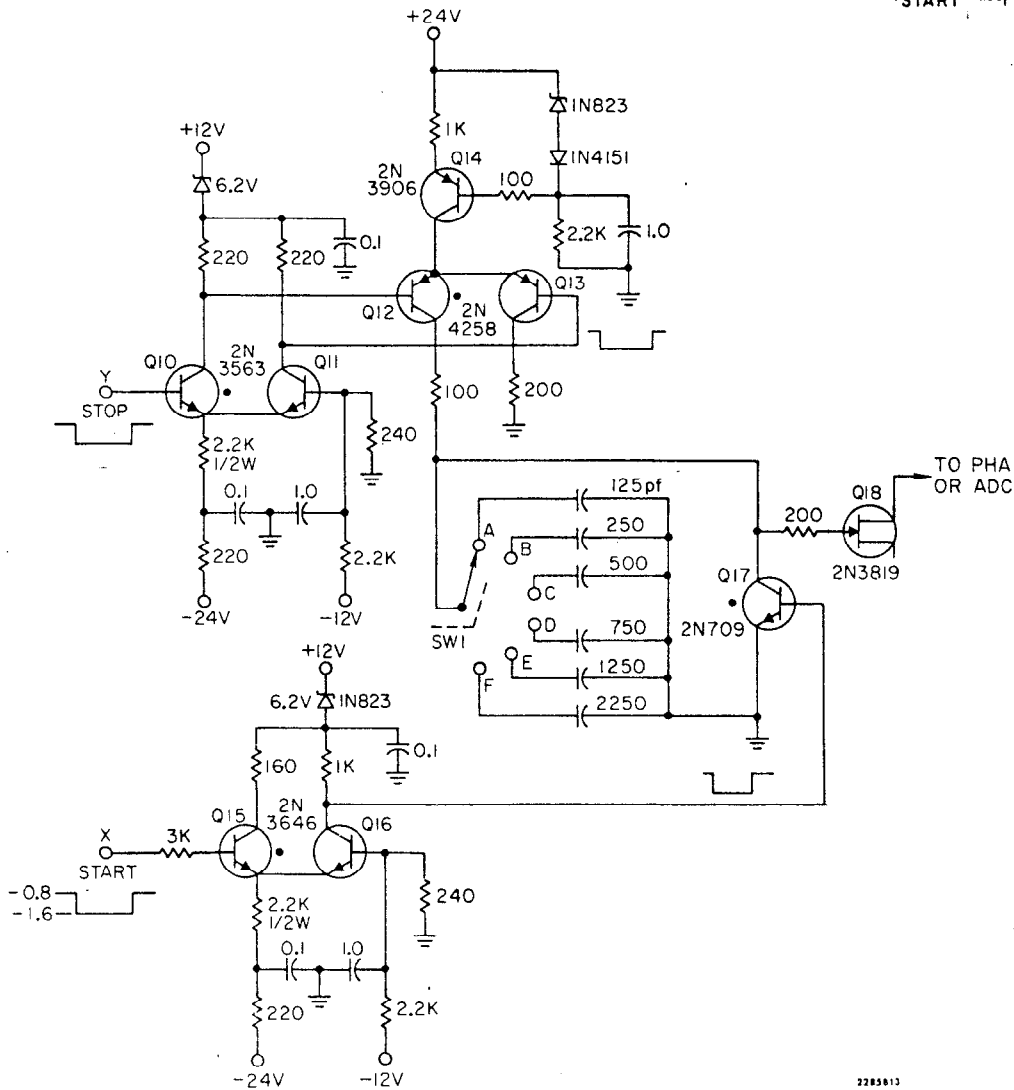 START
+24V
1N823
1K
Q14
1N4151
+12V
2N
3906
100
6.2V
2.2K
1.0
220
220
0.1
Q12
2N
4258
Q13
Q10
2N
3563
Q11
Y
STOP
100
200
240
2.2K
1/2W
0.1
1.0
220
2.2K
-24V
-12V
A
125pf
B
250
C
500
D
750
E
1250
F
2250
SW1
TO PHA
OR ADC
Q18
200
2N3819
Q17
2N709
+12V
6.2V
1N823
160
1K
0.1
Q15
2N
3646
Q16
X
START
3K
-0.8
-1.6
240
2.2K
1/2W
0.1
1.0
220
2.2K
-24V
-12V
2285B13